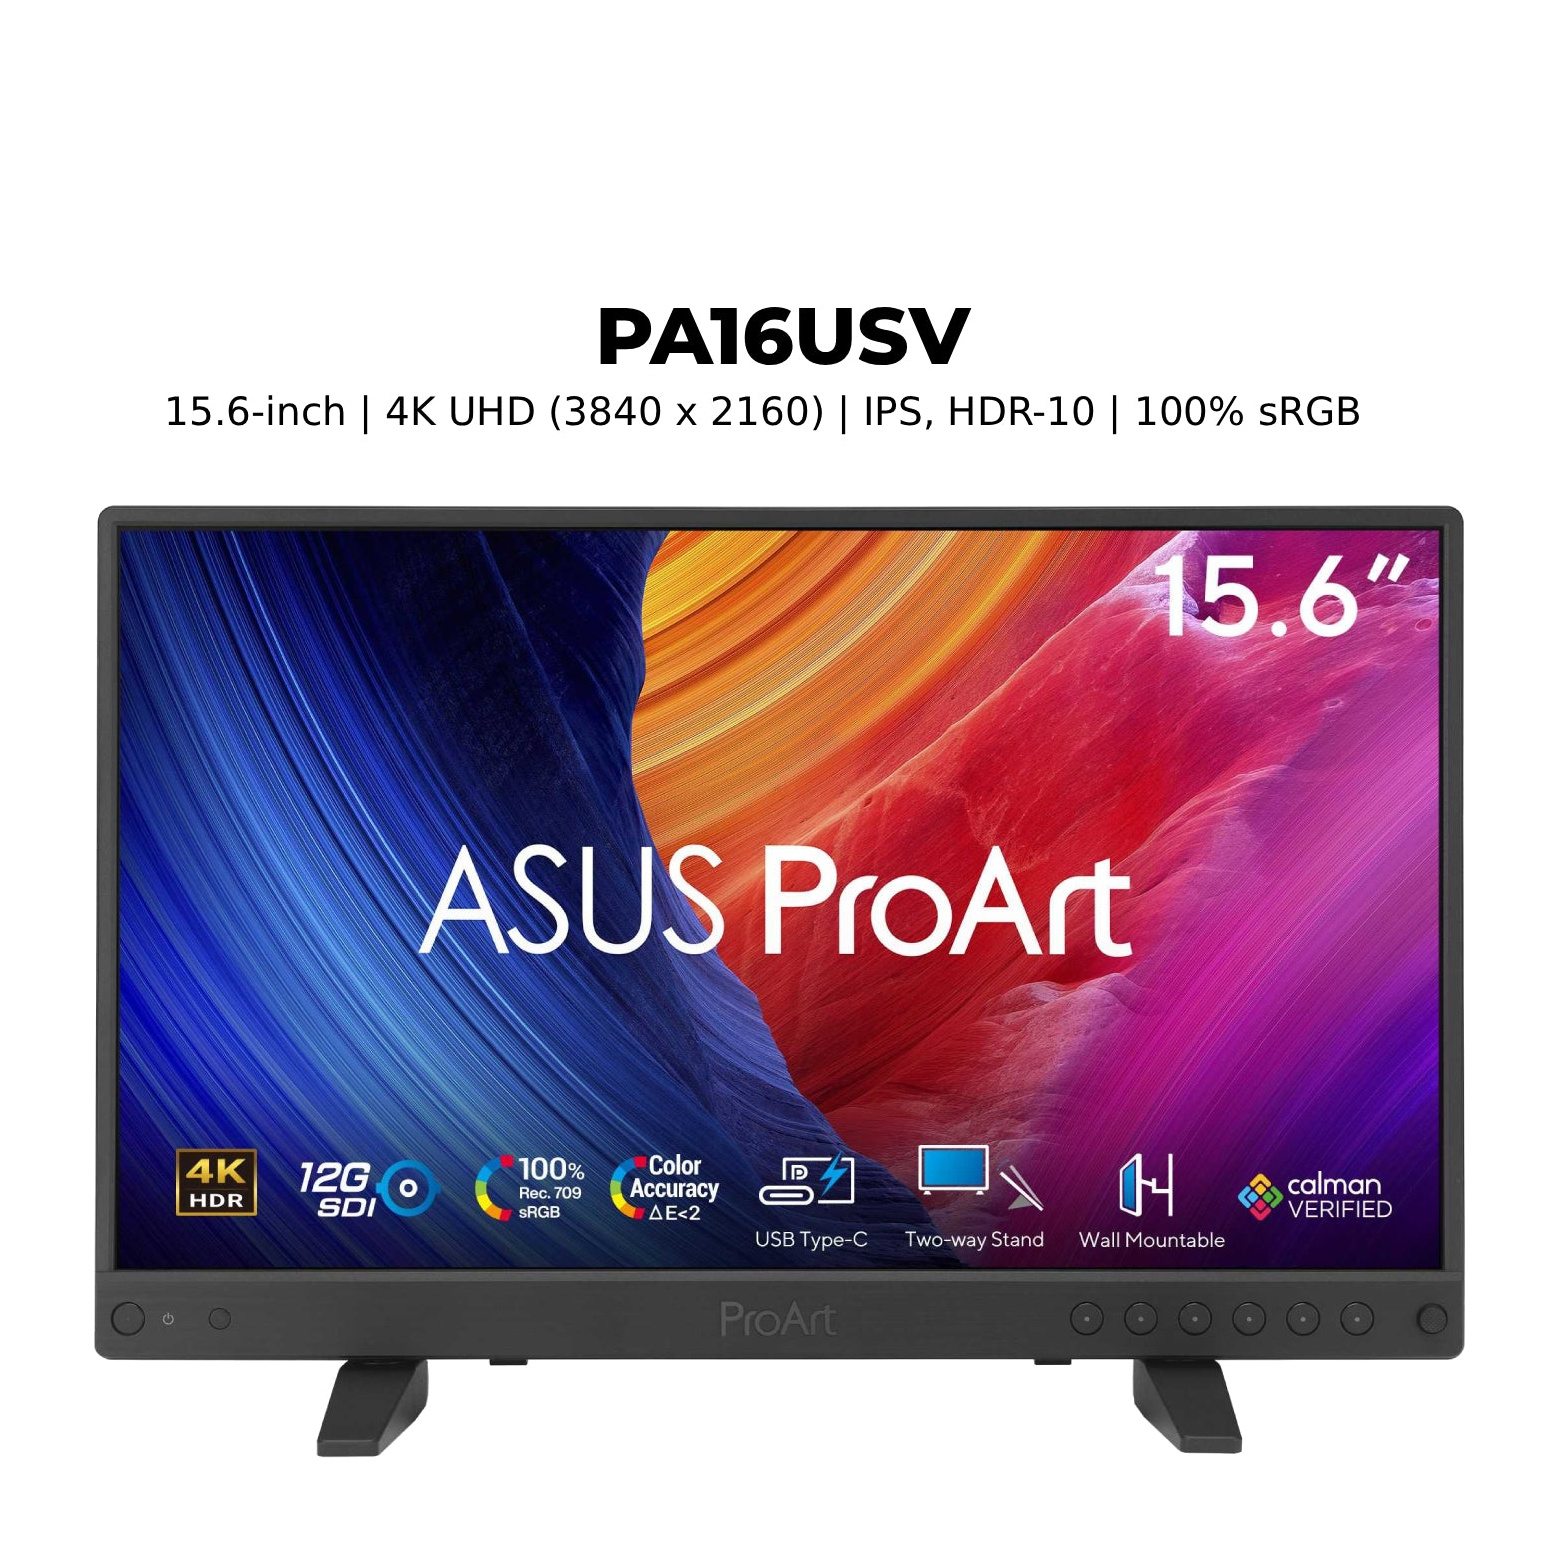 PA16USV
15.6-inch | 4K UHD (3840 x 2160) | IPS, HDR-10 | 100% sRGB
15.6”
ASUS ProArt
4K
HDR
12G
SDI
100%
Rec. 709
sRGB
Color
Accuracy
△E<2
USB Type-C
Two-way Stand
Wall Mountable
calman
VERIFIED
ProArt